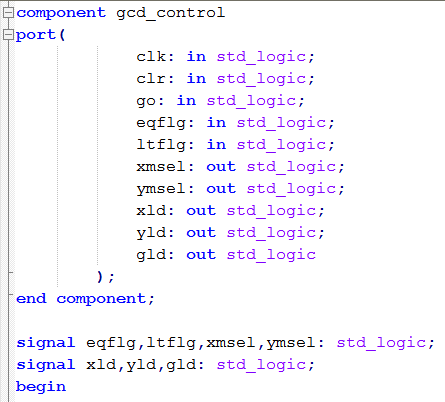 component gcd_control
port(
clk: in std_logic;
clr: in std_logic;
go: in std_logic;
eqflg: in std_logic;
ltflg: in std_logic;
xmsel: out std_logic;
ymsel: out std_logic;
xld: out std_logic;
yld: out std_logic;
gld: out std_logic
);
end component;
signal eqflg,ltflg,xmsel,ymsel: std_logic;
signal xld,yld,gld: std_logic;
begin